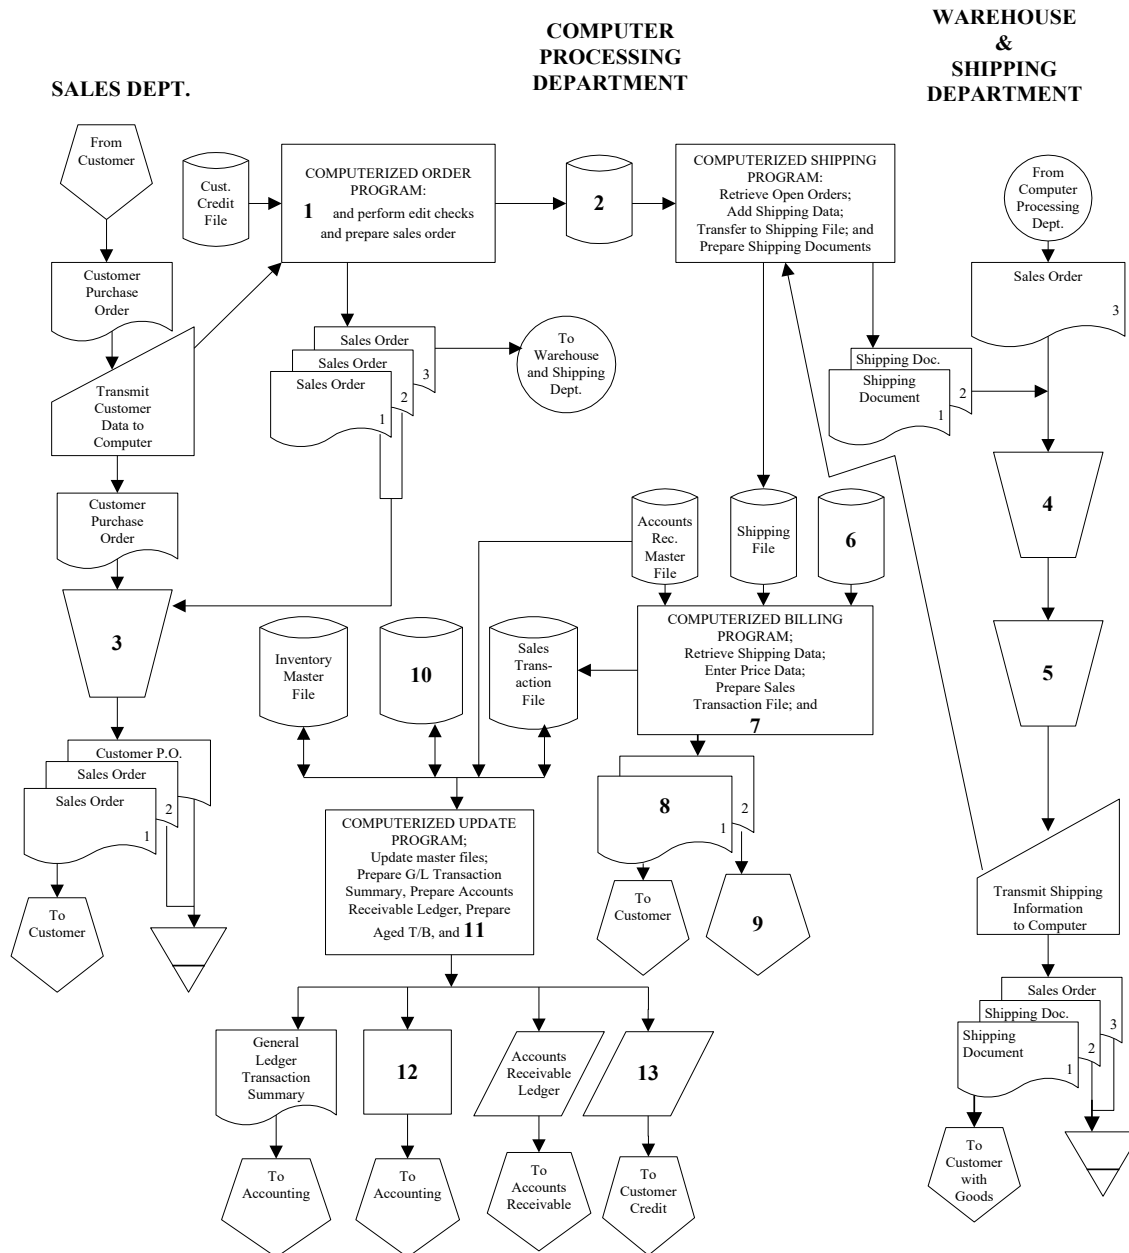 WAREHOUSE
&
SHIPPING
DEPARTMENT
COMPUTER
PROCESSING
DEPARTMENT
SALES DEPT.
From
Customer
Cust.
Credit
File
COMPUTERIZED ORDER
PROGRAM:
1 and perform edit checks
and prepare sales order
2
COMPUTERIZED SHIPPING
PROGRAM:
Retrieve Open Orders;
Add Shipping Data;
Transfer to Shipping File; and
Prepare Shipping Documents
From
Computer
Processing
Dept.
Customer
Purchase
Order
Sales Order
3
Transmit
Customer
Data to
Computer
Sales Order
3
Sales Order
2
Sales Order
1
To
Warehouse
and Shipping
Dept.
Shipping Doc.
2
Shipping
Document
1
4
Customer
Purchase
Order
Accounts
Rec.
Master
File
Shipping
File
6
3
COMPUTERIZED BILLING
PROGRAM;
Retrieve Shipping Data;
Enter Price Data;
Prepare Sales
Transaction File; and
7
5
Inventory
Master
File
10
Sales
Trans-
action
File
Customer P.O.
Sales Order
2
Sales Order
1
COMPUTERIZED UPDATE
PROGRAM;
Update master files;
Prepare G/L Transaction
Summary, Prepare Accounts
Receivable Ledger, Prepare
Aged T/B, and 11
8
1
2
To
Customer
To
Customer
9
Transmit Shipping
Information
to Computer
Sales Order
3
Shipping Doc.
2
Shipping
Document
1
General
Ledger
Transaction
Summary
12
Accounts
Receivable
Ledger
13
To
Accounting
To
Accounting
To
Accounts
Receivable
To
Customer
Credit
To
Customer
with
Goods